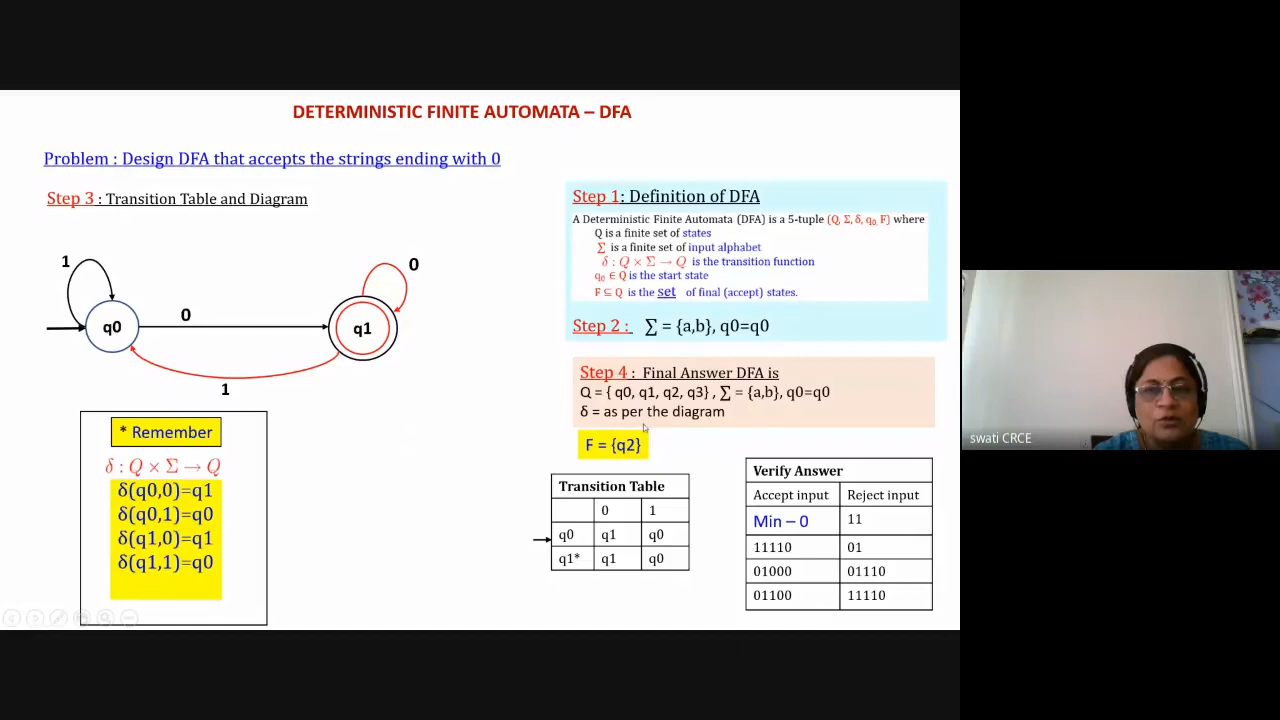 DETERMINISTIC FINITE AUTOMATA – DFA
Problem : Design DFA that accepts the strings ending with 0
Step 3 : Transition Table and Diagram
1
0
0
q0
q1
1
* Remember
δ : Q × Σ → Q
δ(q0,0)=q1
δ(q0,1)=q0
δ(q1,0)=q1
δ(q1,1)=q0
Step 1: Definition of DFA
A Deterministic Finite Automata (DFA) is a 5-tuple (Q, Σ, δ, q0, F) where
Q is a finite set of states
Σ is a finite set of input alphabet
δ : Q × Σ → Q is the transition function
q0 ∈ Q is the start state
F ⊆ Q is the set of final (accept) states.
Step 2 : Σ = {a,b}, q0=q0
Step 4 : Final Answer DFA is
Q = { q0, q1, q2, q3} , Σ = {a,b}, q0=q0
δ = as per the diagram
F = {q2}
Transition Table
0 1
q0 q1 q0
q1* q1 q0
Verify Answer
Accept input Reject input
Min – 0 11
11110 01
01000 01110
01100 11110
swati CRCE